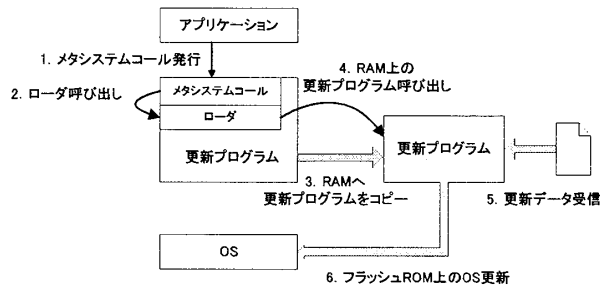 アプリケーション
1. メタシステムコール発行
4. RAM上の
更新プログラム呼び出し
2. ローダ呼び出し
メタシステムコール
ローダ
更新プログラム
更新プログラム
3. RAMへ
更新プログラムをコピー
5. 更新データ受信
OS
6. フラッシュROM上のOS更新